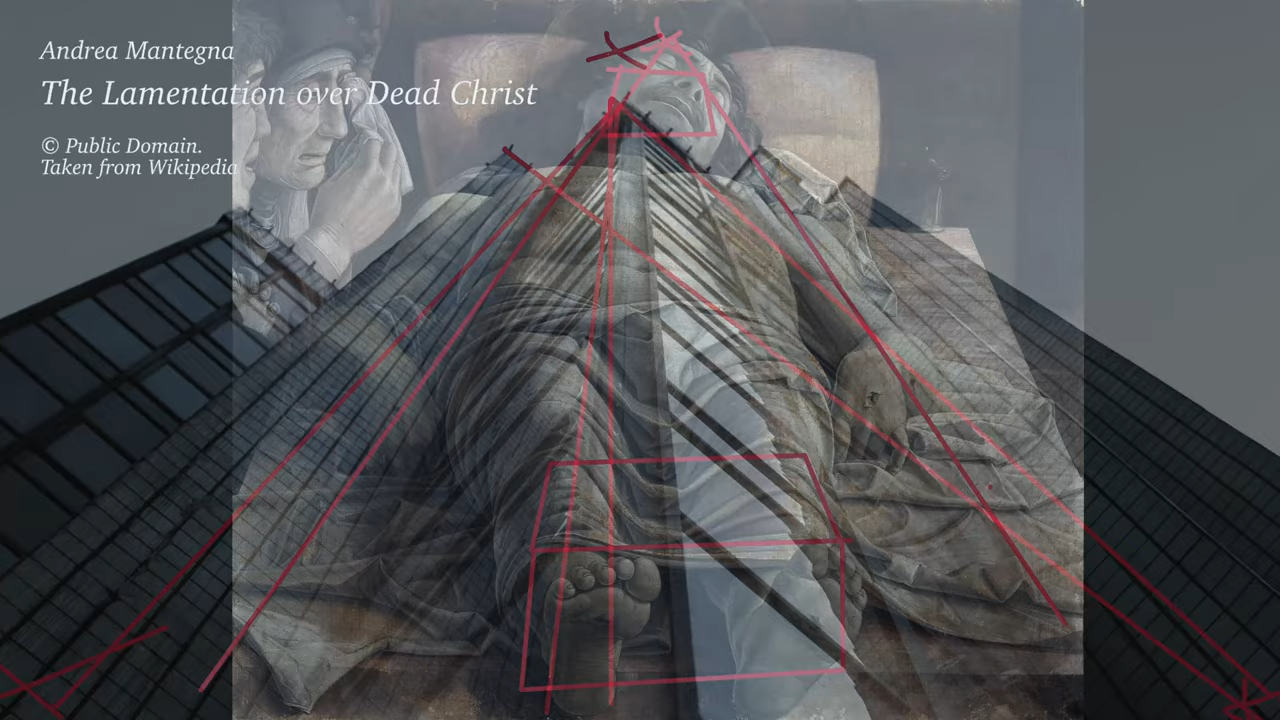 Andrea Mantegna
The Lamentation over Dead Christ
© Public Domain.
Taken from Wikipedia